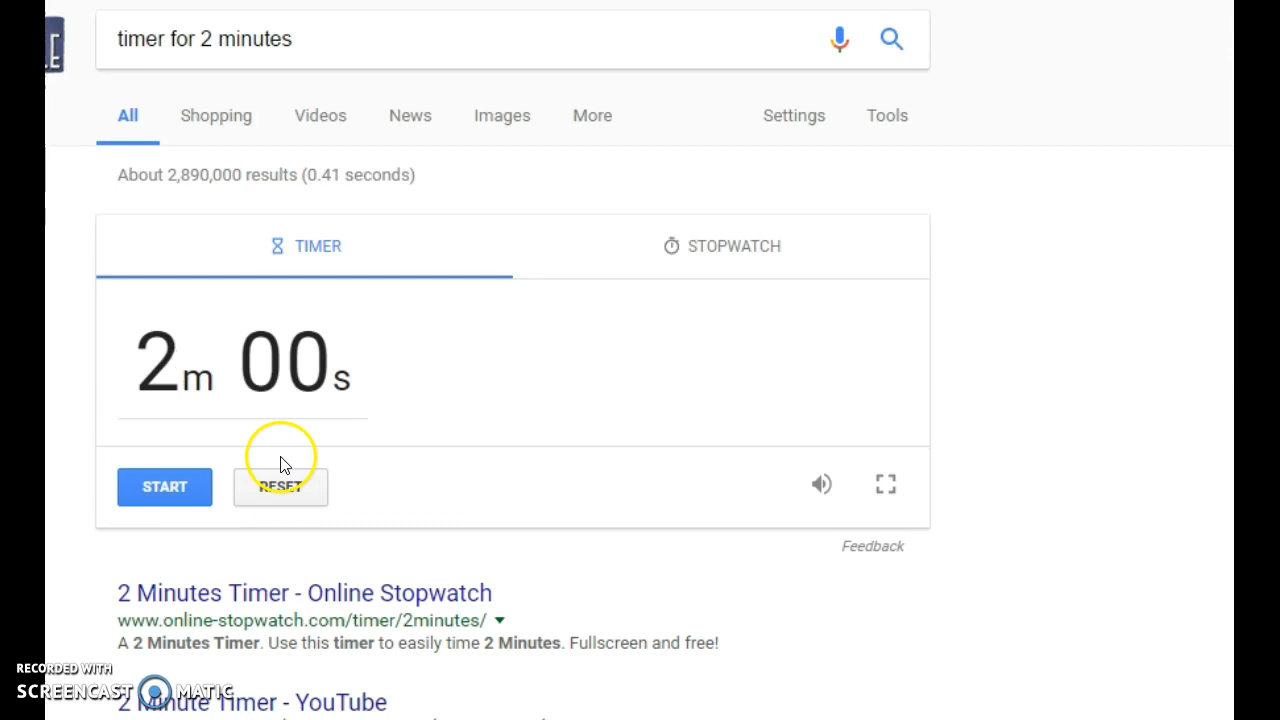 E
timer for 2 minutes
All Shopping Videos News Images More Settings Tools
About 2,890,000 results (0.41 seconds)
TIMER STOPWATCH
2m 00s
START RESET
Feedback
2 Minutes Timer - Online Stopwatch
www.online-stopwatch.com/timer/2minutes/
A 2 Minutes Timer. Use this timer to easily time 2 Minutes. Fullscreen and free!
2 Minute Timer - YouTube
RECORDED WITH
SCREENCAST MATIC